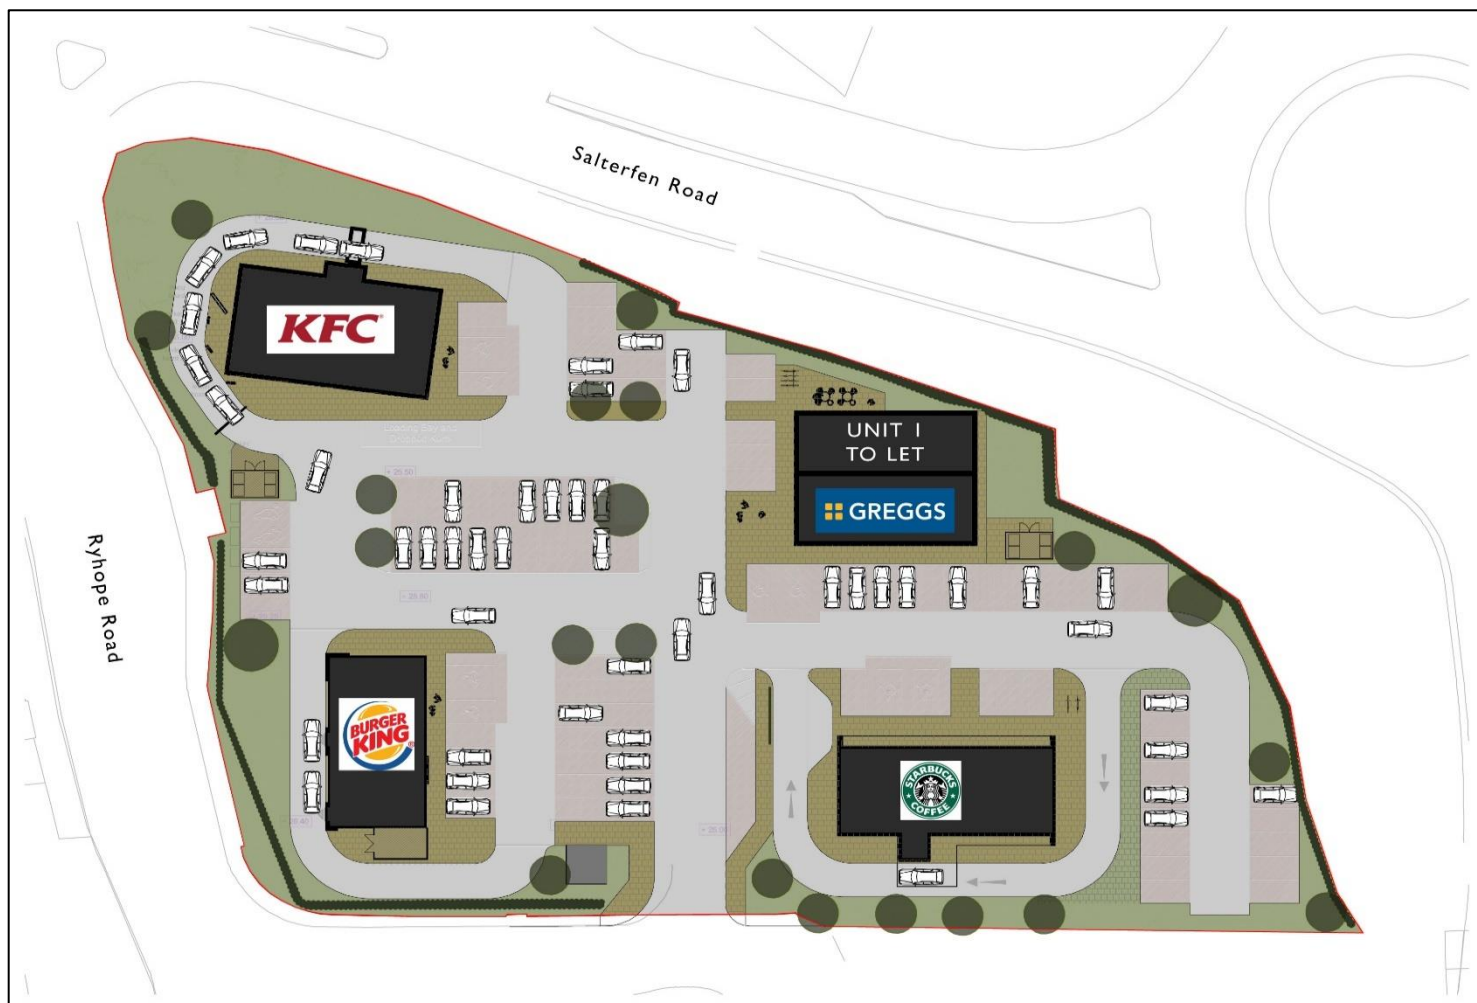 Salterfen Road
KFC
UNIT 1
TO LET
GREGGS
Ryhope Road
BURGER
KING
STARBUCKS
COFFEE